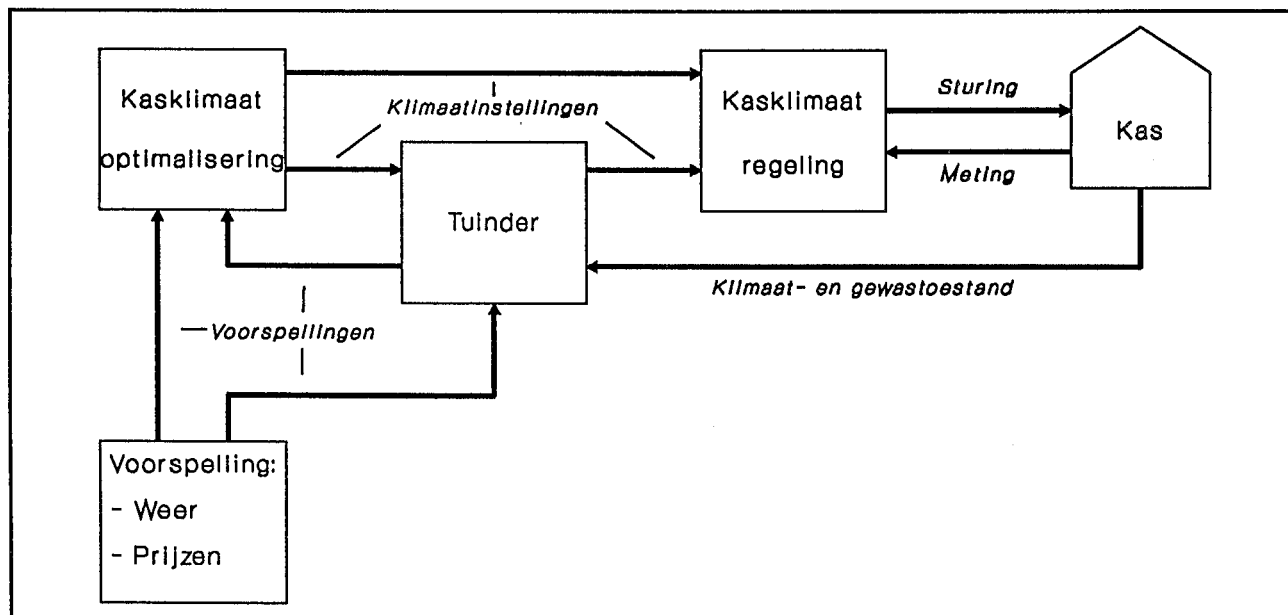 Kasklimaat
optimalisering
Klimaatinstellingen
Kasklimaat
regeling
Sturing
Meting
Kas
Tuinder
Klimaat- en gewastoestand
Voorspellingen
Voorspelling:
- Weer
- Prijzen